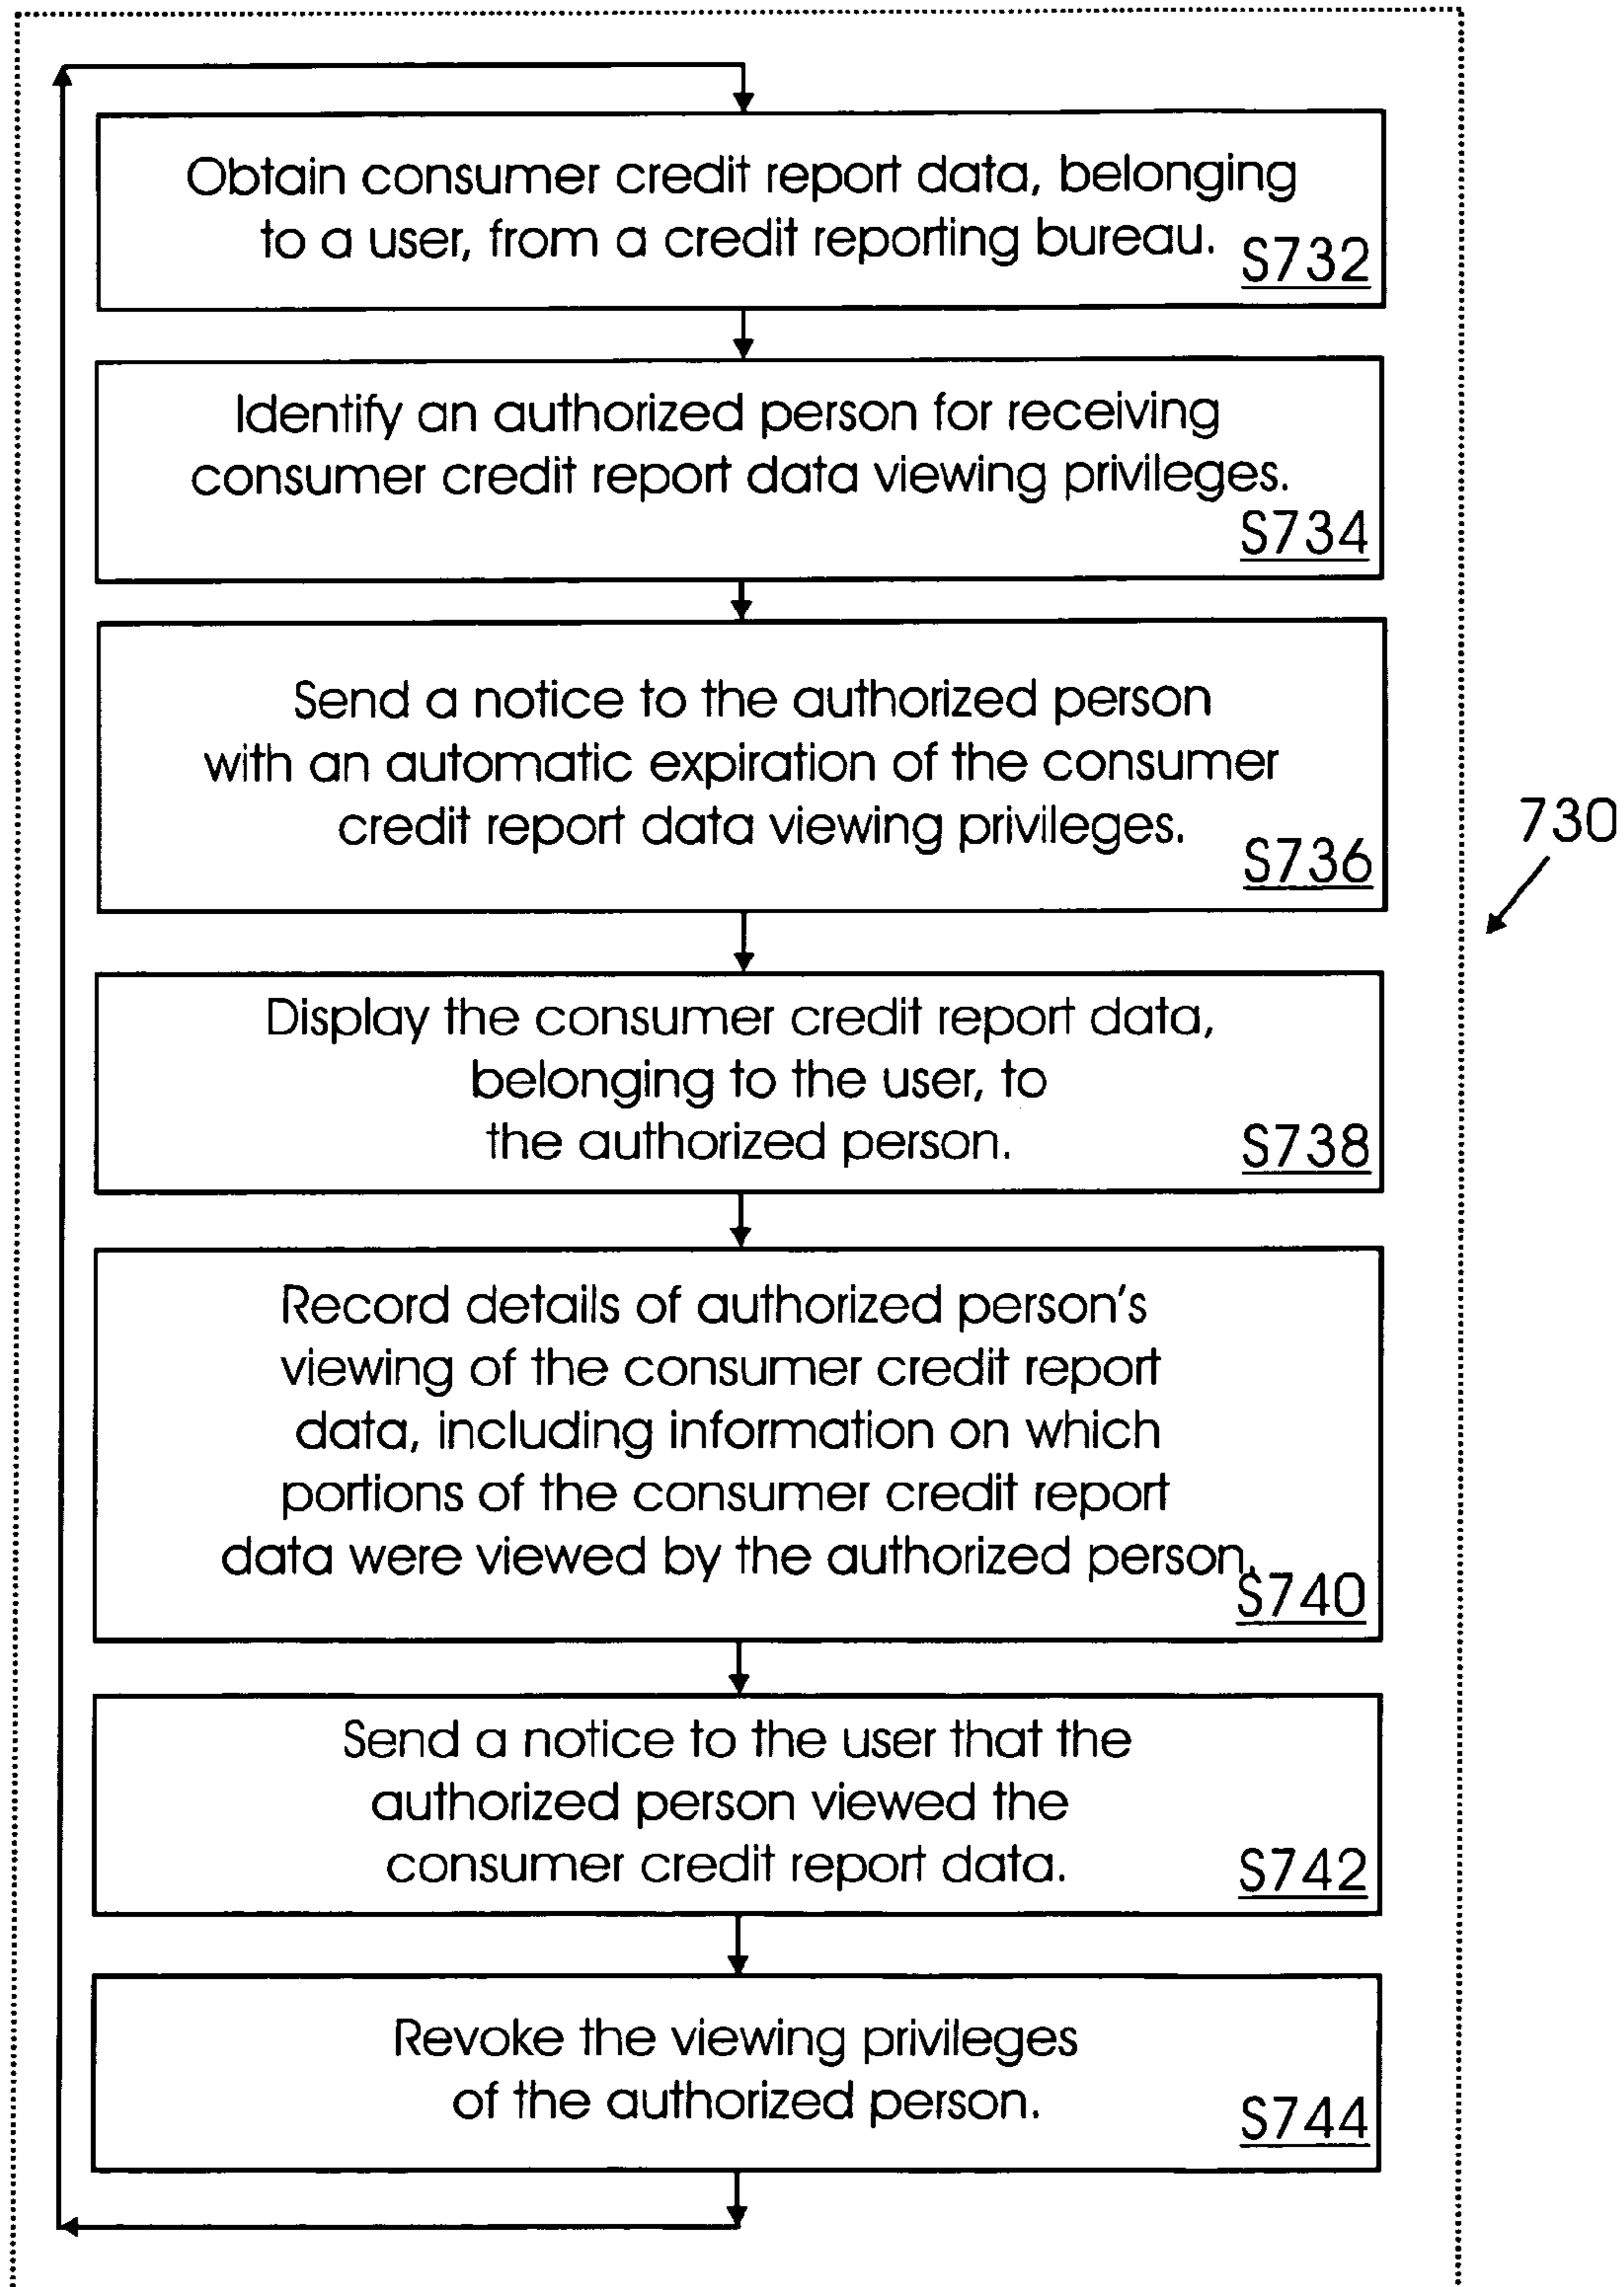 Obtain consumer credit report data, belonging
to a user, from a credit reporting bureau.
S732
Identify an authorized person for receiving
consumer credit report data viewing privileges.
S734
Send a notice to the authorized person
with an automatic expiration of the consumer
credit report data viewing privileges.
S736
730
Display the consumer credit report data,
belonging to the user, to
the authorized person.
S738
Record details of authorized person's
viewing of the consumer credit report
data, including information on which
portions of the consumer credit report
data were viewed by the authorized person.
S740
Send a notice to the user that the
authorized person viewed the
consumer credit report data.
S742
Revoke the viewing privileges
of the authorized person.
S744